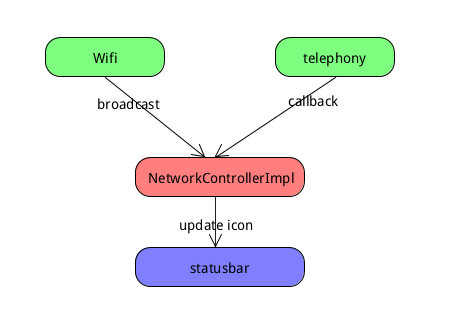 Wifi
telephony
broadcast
callback
NetworkControllerImpl
update icon
statusbar